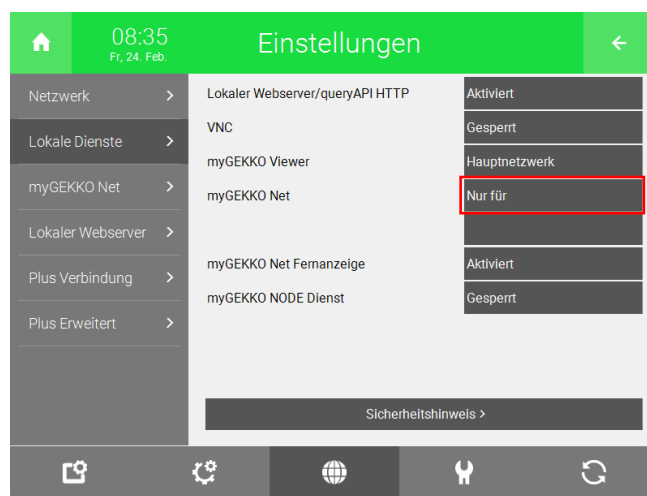 08:35
Fr, 24. Feb.
Einstellungen
Netzwerk
Lokale Dienste
myGEKKO Net
Lokaler Webserver
Plus Verbindung
Plus Erweitert
Lokaler Webserver/queryAPI HTTP Aktiviert
VNC Gesperrt
myGEKKO Viewer Hauptnetzwerk
myGEKKO Net Nur für
myGEKKO Net Fernanzeige Aktiviert
myGEKKO NODE Dienst Gesperrt
Sicherheitshinweis >